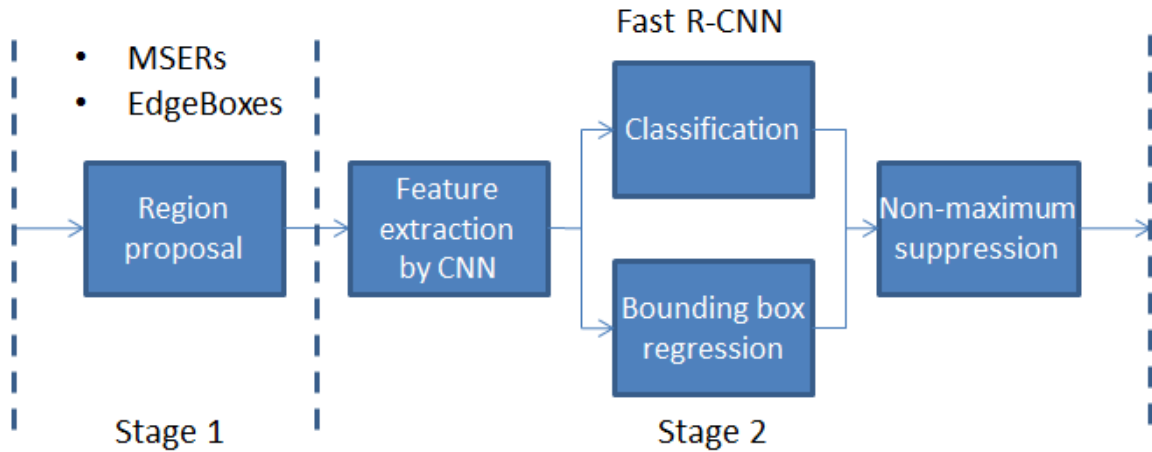 Fast R-CNN
• MSERs
• EdgeBoxes
Region
proposal
Feature
extraction
by CNN
Classification
Bounding box
regression
Non-maximum
suppression
Stage 1
Stage 2